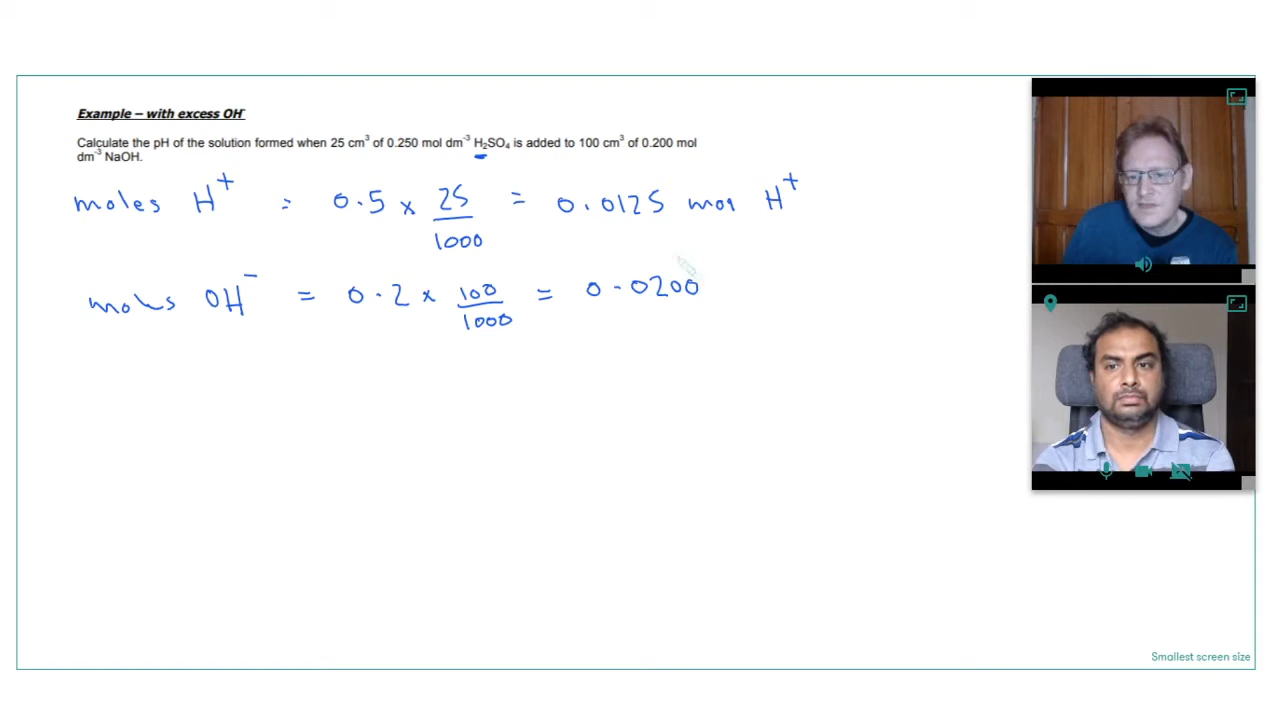 Example – with excess OH⁻
Calculate the pH of the solution formed when 25 cm³ of 0.250 mol dm⁻³ H₂SO₄ is added to 100 cm³ of 0.200 mol
dm⁻³ NaOH.
moles H⁺ = 0.5 × 25/1000 = 0.0125 mol H⁺
moles OH⁻ = 0.2 × 100/1000 = 0.0200
Smallest screen size